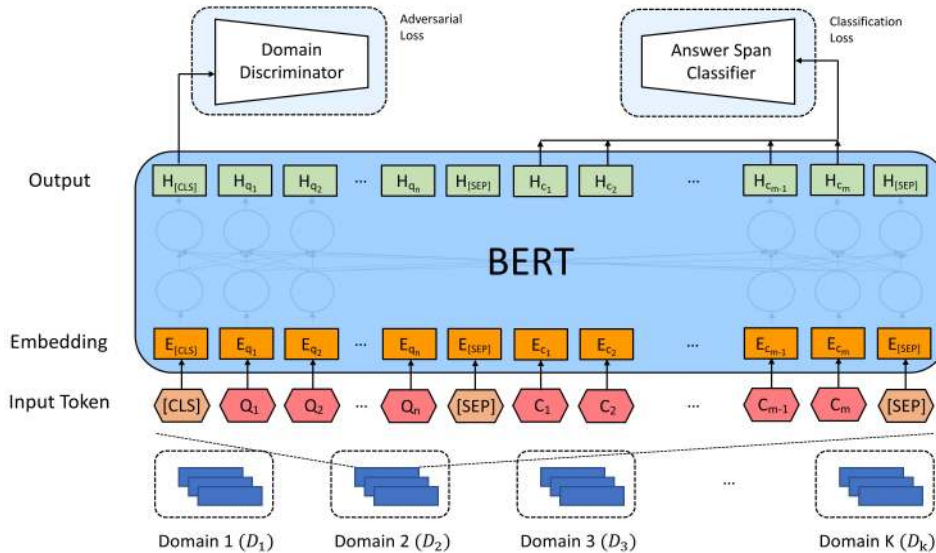 Adversarial
Loss
Domain
Discriminator
Classification
Loss
Answer Span
Classifier
Output
H[CLS] Hq1 Hq2 ... Hqn H[SEP] Hc1 Hc2 ... Hcm-1 Hcm H[SEP]
BERT
Embedding
E[CLS] Eq1 Eq2 ... Eqn E[SEP] Ec1 Ec2 ... Ecm-1 Ecm E[SEP]
Input Token
[CLS] Q1 Q2 ... Qn [SEP] C1 C2 ... Cm-1 Cm [SEP]
...
Domain 1 (D1) Domain 2 (D2) Domain 3 (D3) Domain K (Dk)